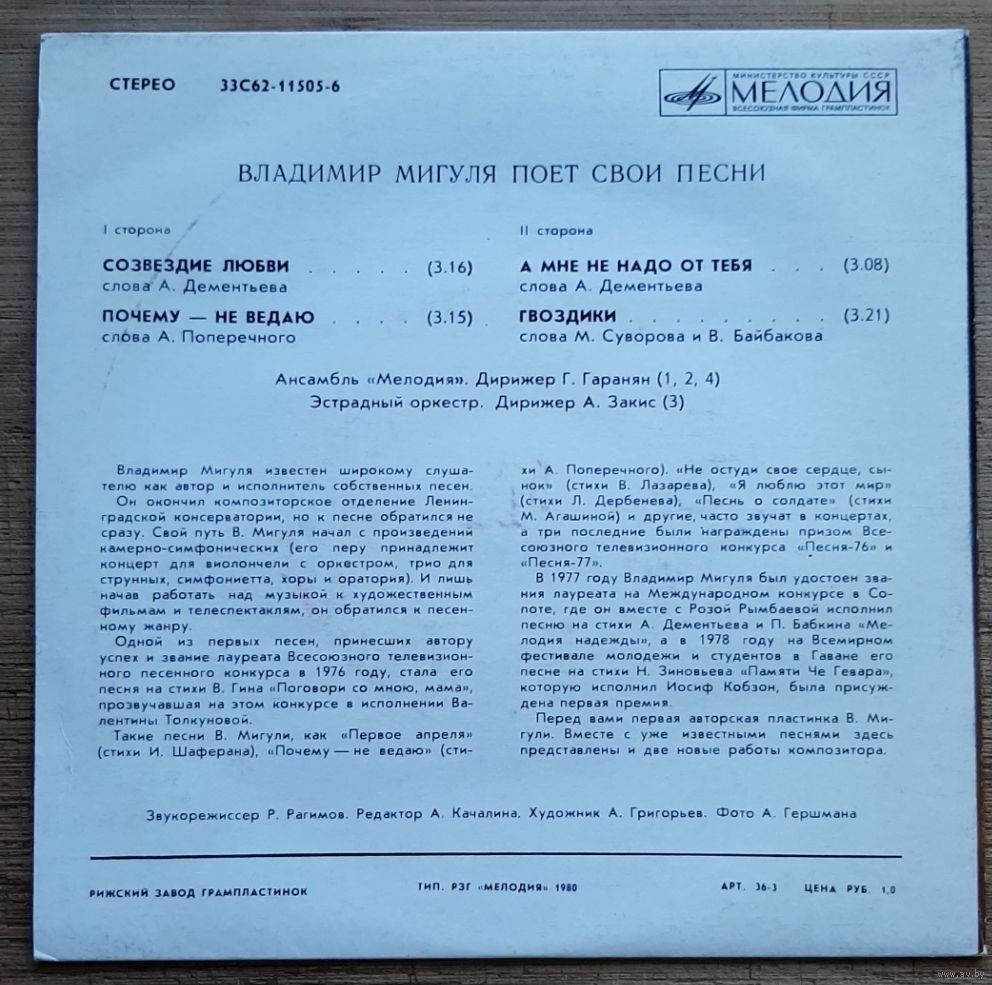 СТЕРЕО 33С62-11505-6
МИНИСТЕРСТВО КУЛЬТУРЫ СССР
МЕЛОДИЯ
ВСЕСОЮЗНАЯ ФИРМА ГРАМПЛАСТИНОК
ВЛАДИМИР МИГУЛЯ ПОЕТ СВОИ ПЕСНИ
I сторона
СОЗВЕЗДИЕ ЛЮБВИ . . . . . (3.16)
слова А. Дементьева
ПОЧЕМУ — НЕ ВЕДАЮ . . . . (3.15)
слова А. Поперечного
II сторона
А МНЕ НЕ НАДО ОТ ТЕБЯ . . . (3.08)
слова А. Дементьева
ГВОЗДИКИ . . . . . . . . . (3.21)
слова М. Суворова и В. Байбакова
Ансамбль «Мелодия». Дирижер Г. Гаранян (1, 2, 4)
Эстрадный оркестр. Дирижер А. Закис (3)
Владимир Мигуля известен широкому слуша-
телю как автор и исполнитель собственных песен.
Он окончил композиторское отделение Ленин-
градской консерватории, но к песне обратился не
сразу. Свой путь В. Мигуля начал с произведений
камерно-симфонических (его перу принадлежит
концерт для виолончели с оркестром, трио для
струнных, симфониетта, хоры и оратория). И лишь
начав работать над музыкой к художественным
фильмам и телеспектаклям, он обратился к песен-
ному жанру.
Одной из первых песен, принесших автору
успех и звание лауреата Всесоюзного телевизион-
ного песенного конкурса в 1976 году, стала его
песня на стихи В. Гина «Поговори со мною, мама»,
прозвучавшая на этом конкурсе в исполнении Ва-
лентины Толкуновой.
Такие песни В. Мигули, как «Первое апреля»
(стихи И. Шаферана), «Почему — не ведаю» (сти-
хи А. Поперечного). «Не остуди свое сердце, сы-
нок» (стихи В. Лазарева), «Я люблю этот мир»
(стихи Л. Дербенева), «Песнь о солдате» (стихи
М. Агашиной) и другие, часто звучат в концертах,
а три последние были награждены призом Все-
союзного телевизионного конкурса «Песня-76» и
«Песня-77».
В 1977 году Владимир Мигуля был удостоен зва-
ния лауреата на Международном конкурсе в Со-
поте, где он вместе с Розой Рымбаевой исполнил
песню на стихи А. Дементьева и П. Бабкина «Ме-
лодия надежды», а в 1978 году на Всемирном
фестивале молодежи и студентов в Гаване его
песне на стихи Н. Зиновьева «Памяти Че Гевара»,
которую исполнил Иосиф Кобзон, была присуж-
дена первая премия.
Перед вами первая авторская пластинка В. Ми-
гули. Вместе с уже известными песнями здесь
представлены и две новые работы композитора.
Звукорежиссер Р. Рагимов. Редактор А. Качалина. Художник А. Григорьев. Фото А. Гершмана
РИЖСКИЙ ЗАВОД ГРАМПЛАСТИНОК ТИП. РЗГ «МЕЛОДИЯ» 1980 АРТ. 36-3 ЦЕНА РУБ. 1,0
www.ay.by